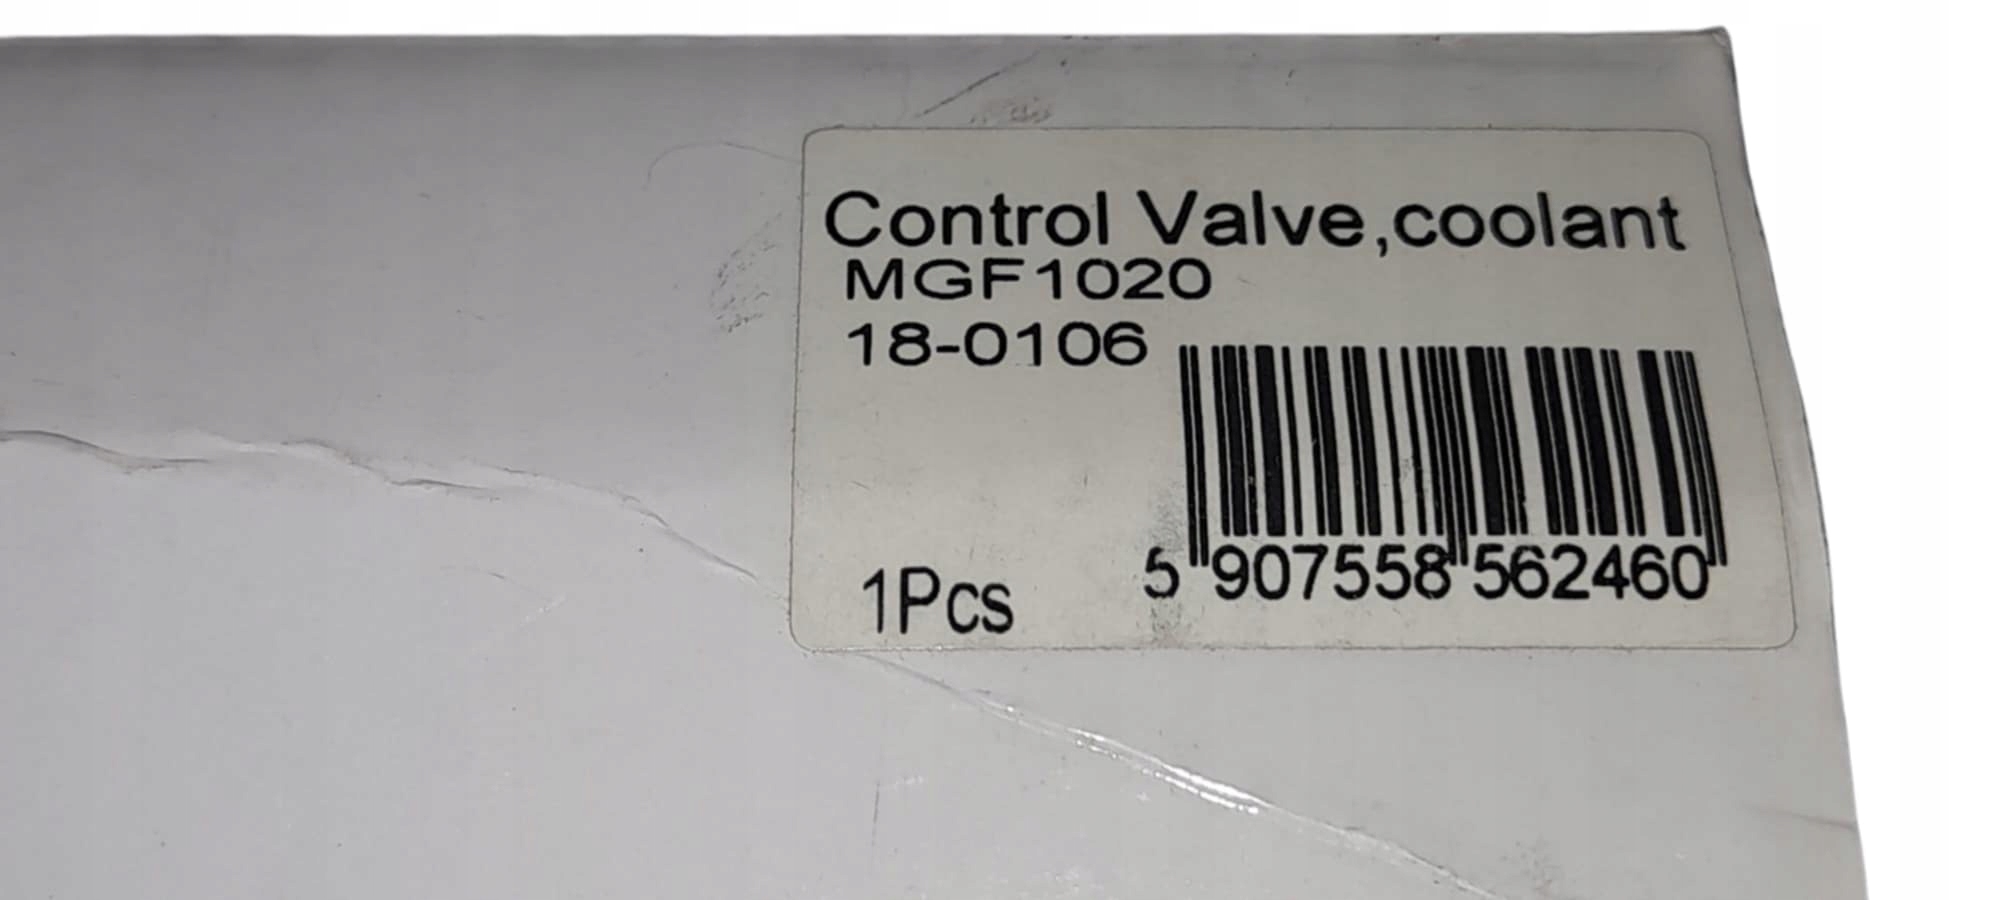 Control Valve,coolant
MGF1020
18-0106
1Pcs
5 907558 562460